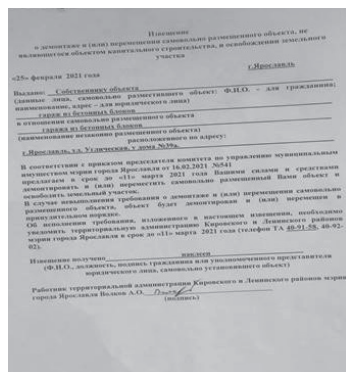 Извещение
о демонтаже и (или) перемещении самовольно размещенного объекта, не
являющегося объектом капитального строительства, и освобождении земельного
участка
«25» февраля 2021 года
г.Ярославль
Выдано: Собственнику объекта
(данные лица, самовольно разместившего объект: Ф.И.О. - для гражданина;
наименование, адрес – для юридического лица)
гараж из бетонных блоков
в отношении самовольно размещенного объекта
гаража из бетонных блоков
(наименование незаконно размещенного объекта)
расположенного по адресу:
г.Ярославль, ул. Угличская, у дома №39а.
В соответствии с приказом председателя комитета по управлению муниципальным
имуществом мэрии города Ярославля от 16.02.2021 №541
предлагаем в срок до «11» марта 2021 года Вашими силами и средствами
демонтировать и (или) переместить самовольно размещенный Вами объект и
освободить земельный участок.
В случае невыполнения требования о демонтаже и (или) перемещении самовольно
размещенного объекта, объект будет демонтирован и (или) перемещен в
принудительном порядке.
Об исполнении требования, изложенного в настоящем извещении, необходимо
уведомить территориальную администрацию Кировского и Ленинского районов
мэрии города Ярославля в срок до «11» марта 2021 года (телефон ТА 40-91-58, 40-92-
02).
Извещение получено наклеен
(Ф.И.О., должность, подпись гражданина или уполномоченного представителя
юридического лица, самовольно установившего объект)
Работник территориальной администрации Кировского и Ленинского районов мэрии
города Ярославля Волков А.О.
(подпись)